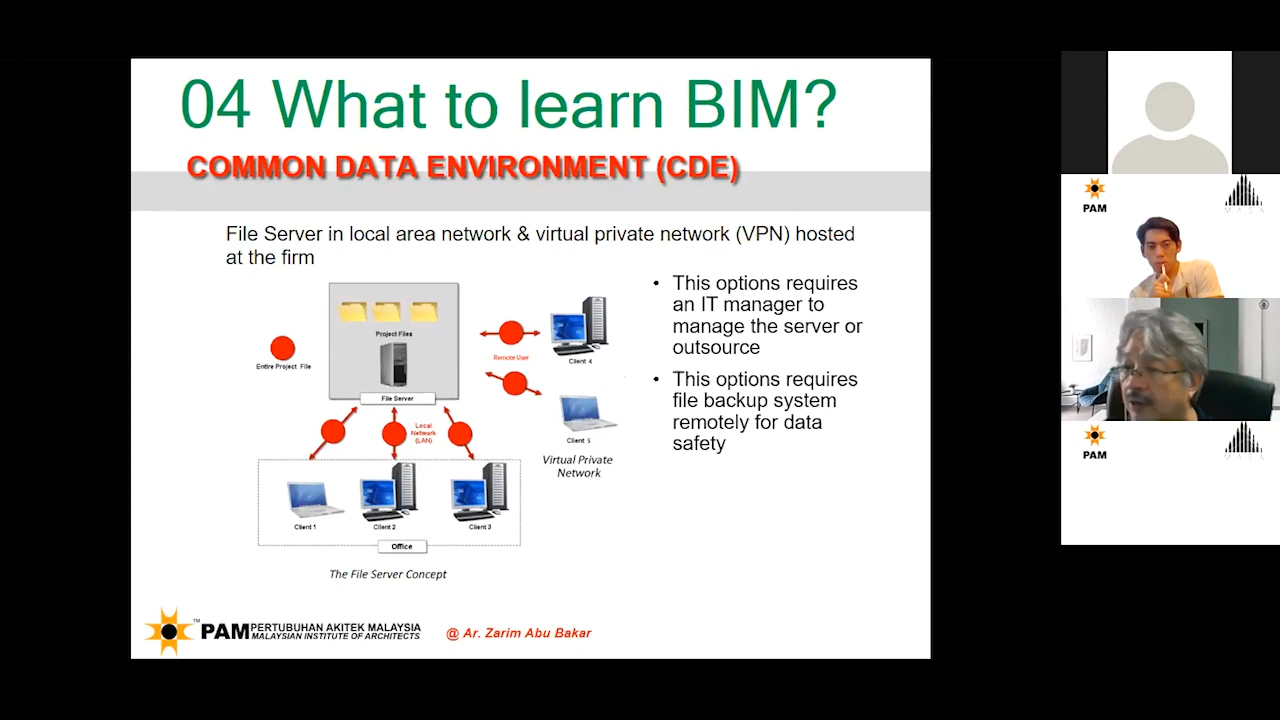 04 What to learn BIM?
COMMON DATA ENVIRONMENT (CDE)
File Server in local area network & virtual private network (VPN) hosted
at the firm
Project Files
File Server
Entire Project File
Remote User
Client 4
Client 5
Virtual Private
Network
Local
Network
(LAN)
Client 1
Client 2
Client 3
Office
The File Server Concept
• This options requires
an IT manager to
manage the server or
outsource
• This options requires
file backup system
remotely for data
safety
™
PAM
PERTUBUHAN AKITEK MALAYSIA
MALAYSIAN INSTITUTE OF ARCHITECTS
@ Ar. Zarim Abu Bakar
PAM
PAM